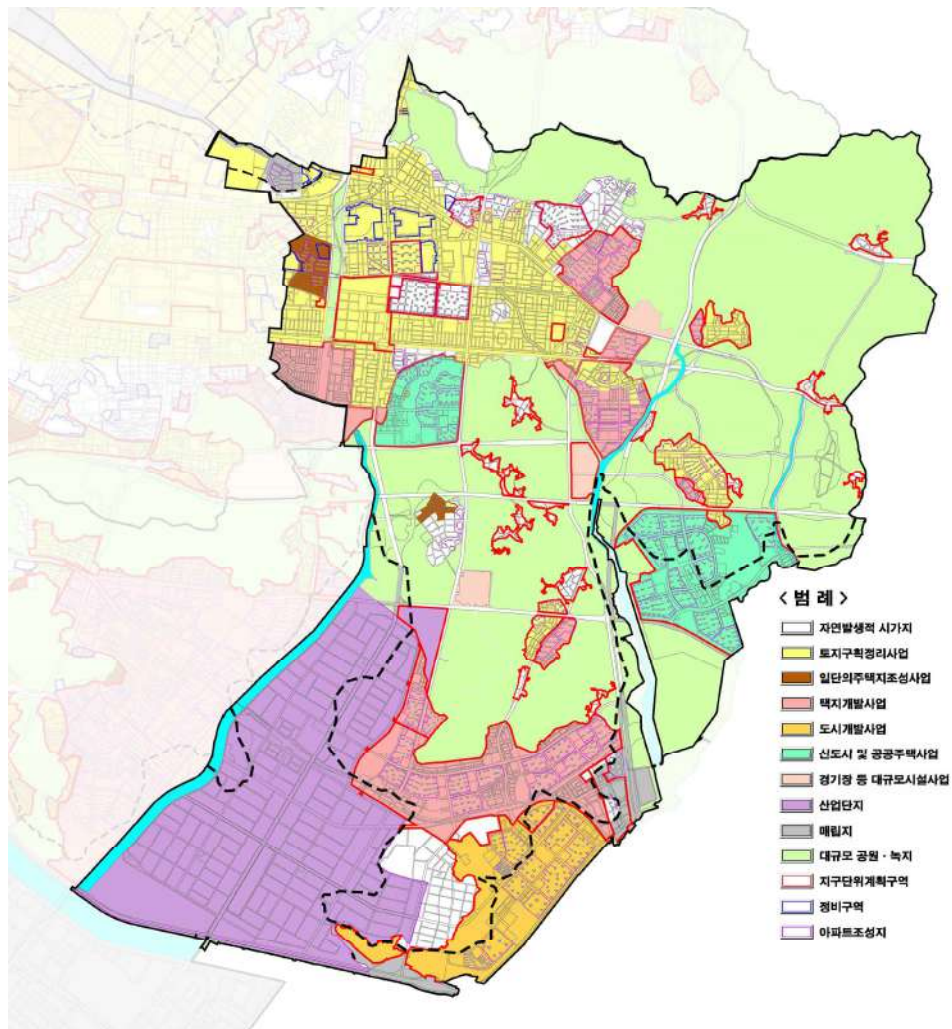 < 범 례 >
자연발생적 시가지
토지구획정리사업
일단의주택지조성사업
택지개발사업
도시개발사업
신도시 및 공공주택사업
경기장 등 대규모시설사업
산업단지
매립지
대규모 공원 · 녹지
지구단위계획구역
정비구역
아파트조성지